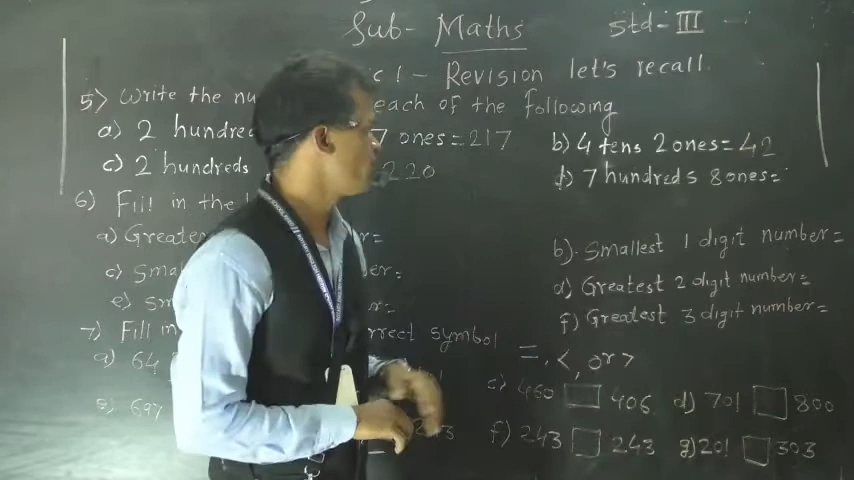 Sub- Maths Std- III
c 1 - Revision let's recall.
5) Write the nu each of the following
a) 2 hundred 7 ones = 217 b) 4 tens 2 ones = 42
c) 2 hundreds 220 d) 7 hundreds 8 ones =
6) Fill in the
a) Greates = b). Smallest 1 digit number =
c) Sma er = d) Greatest 2 digit number =
e) Sm r = f) Greatest 3 digit number =
7) Fill in rrect symbol =, <, or >
a) 64 c) 460 □ 406 d) 701 □ 800
e) 697 f) 243 □ 243 g) 201 □ 303